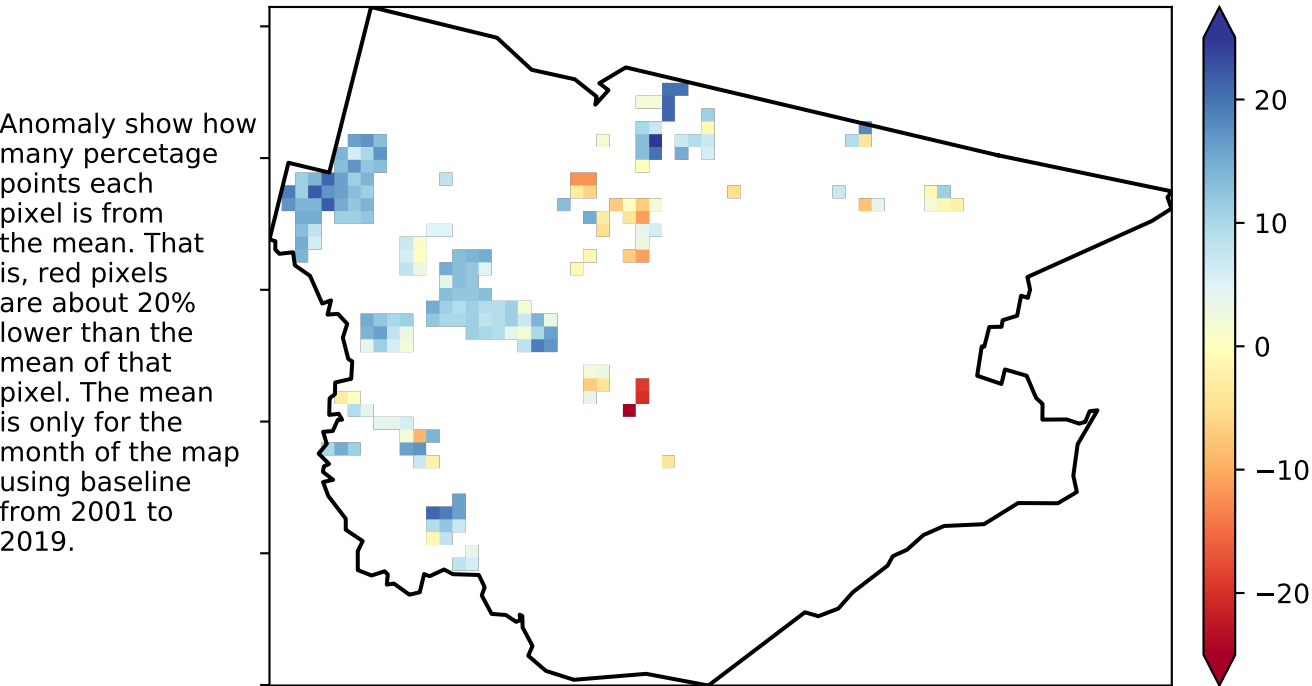 Anomaly show how
many percetage
points each
pixel is from
the mean. That
is, red pixels
are about 20%
lower than the
mean of that
pixel. The mean
is only for the
month of the map
using baseline
from 2001 to
2019.
20
10
0
−10
−20